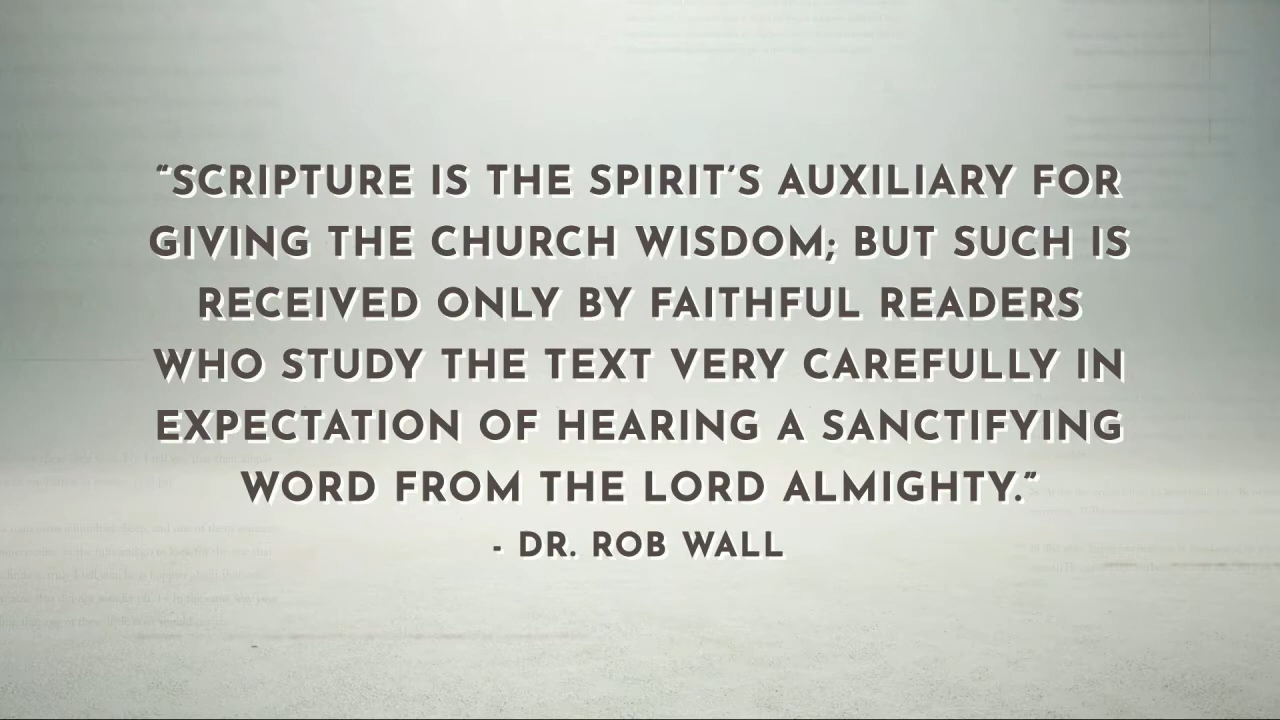 “SCRIPTURE IS THE SPIRIT’S AUXILIARY FOR
GIVING THE CHURCH WISDOM; BUT SUCH IS
RECEIVED ONLY BY FAITHFUL READERS
WHO STUDY THE TEXT VERY CAREFULLY IN
EXPECTATION OF HEARING A SANCTIFYING
WORD FROM THE LORD ALMIGHTY.”
- DR. ROB WALL